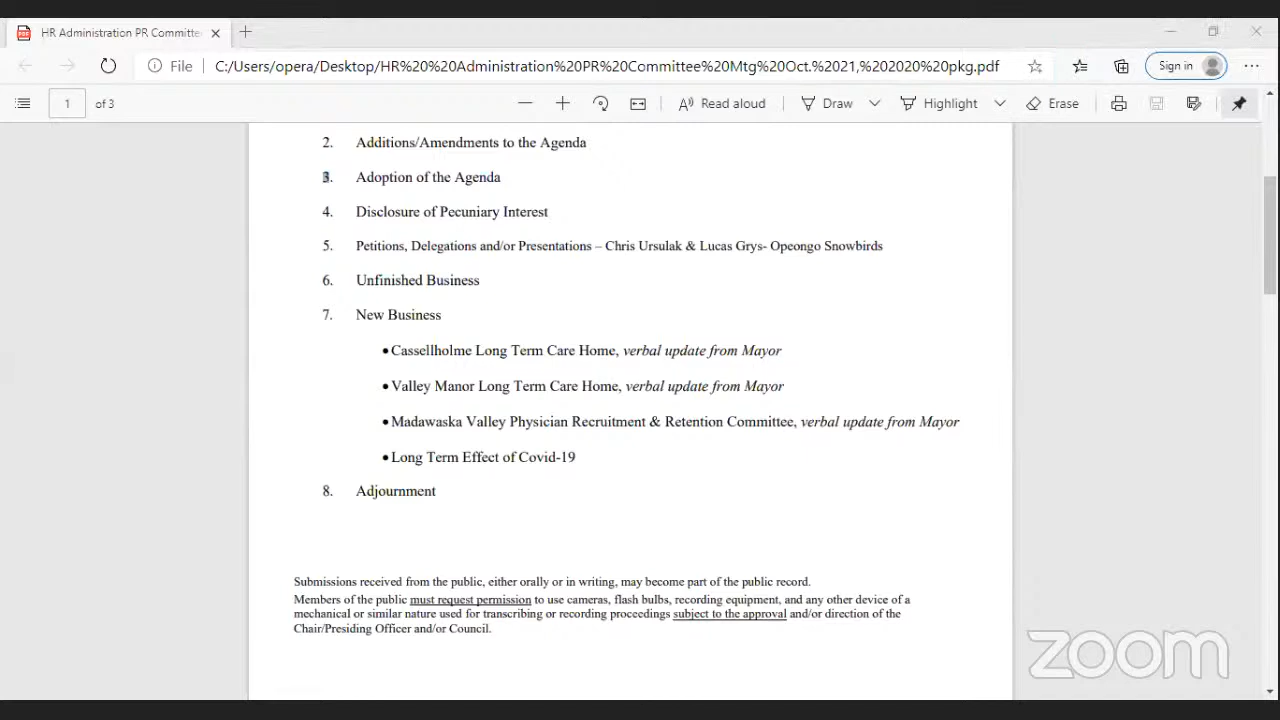 HR Administration PR Committe
File C:/Users/opera/Desktop/HR%20%20Administration%20PR%20Committee%20Mtg%20Oct.%2021,%202020%20pkg.pdf Sign in
1 of 3 Read aloud Draw Highlight Erase
2. Additions/Amendments to the Agenda
3. Adoption of the Agenda
4. Disclosure of Pecuniary Interest
5. Petitions, Delegations and/or Presentations – Chris Ursulak & Lucas Grys- Opeongo Snowbirds
6. Unfinished Business
7. New Business
•Cassellholme Long Term Care Home, verbal update from Mayor
•Valley Manor Long Term Care Home, verbal update from Mayor
•Madawaska Valley Physician Recruitment & Retention Committee, verbal update from Mayor
•Long Term Effect of Covid-19
8. Adjournment
Submissions received from the public, either orally or in writing, may become part of the public record.
Members of the public must request permission to use cameras, flash bulbs, recording equipment, and any other device of a
mechanical or similar nature used for transcribing or recording proceedings subject to the approval and/or direction of the
Chair/Presiding Officer and/or Council.
zoom